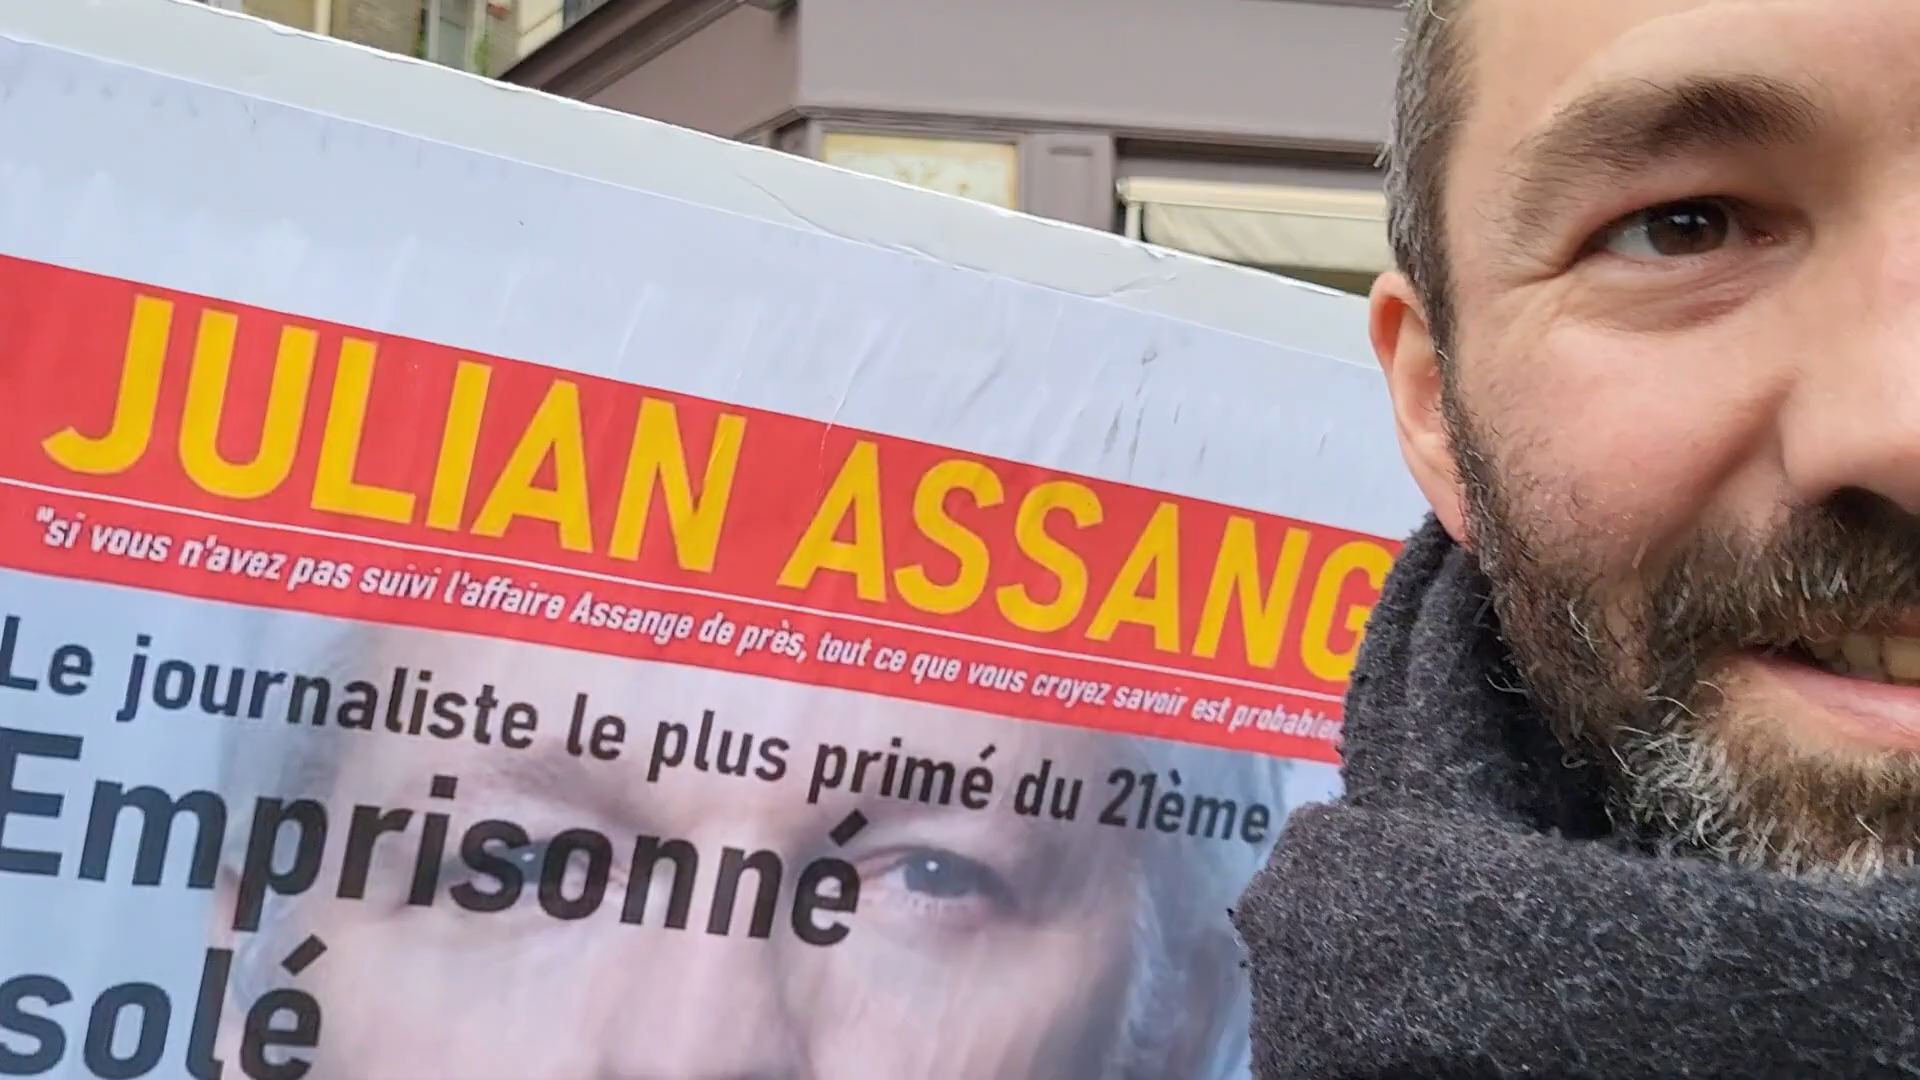 JULIAN ASSANG
"si vous n'avez pas suivi l'affaire Assange de près, tout ce que vous croyez savoir est probablem
Le journaliste le plus primé du 21ème
Emprisonné
solé